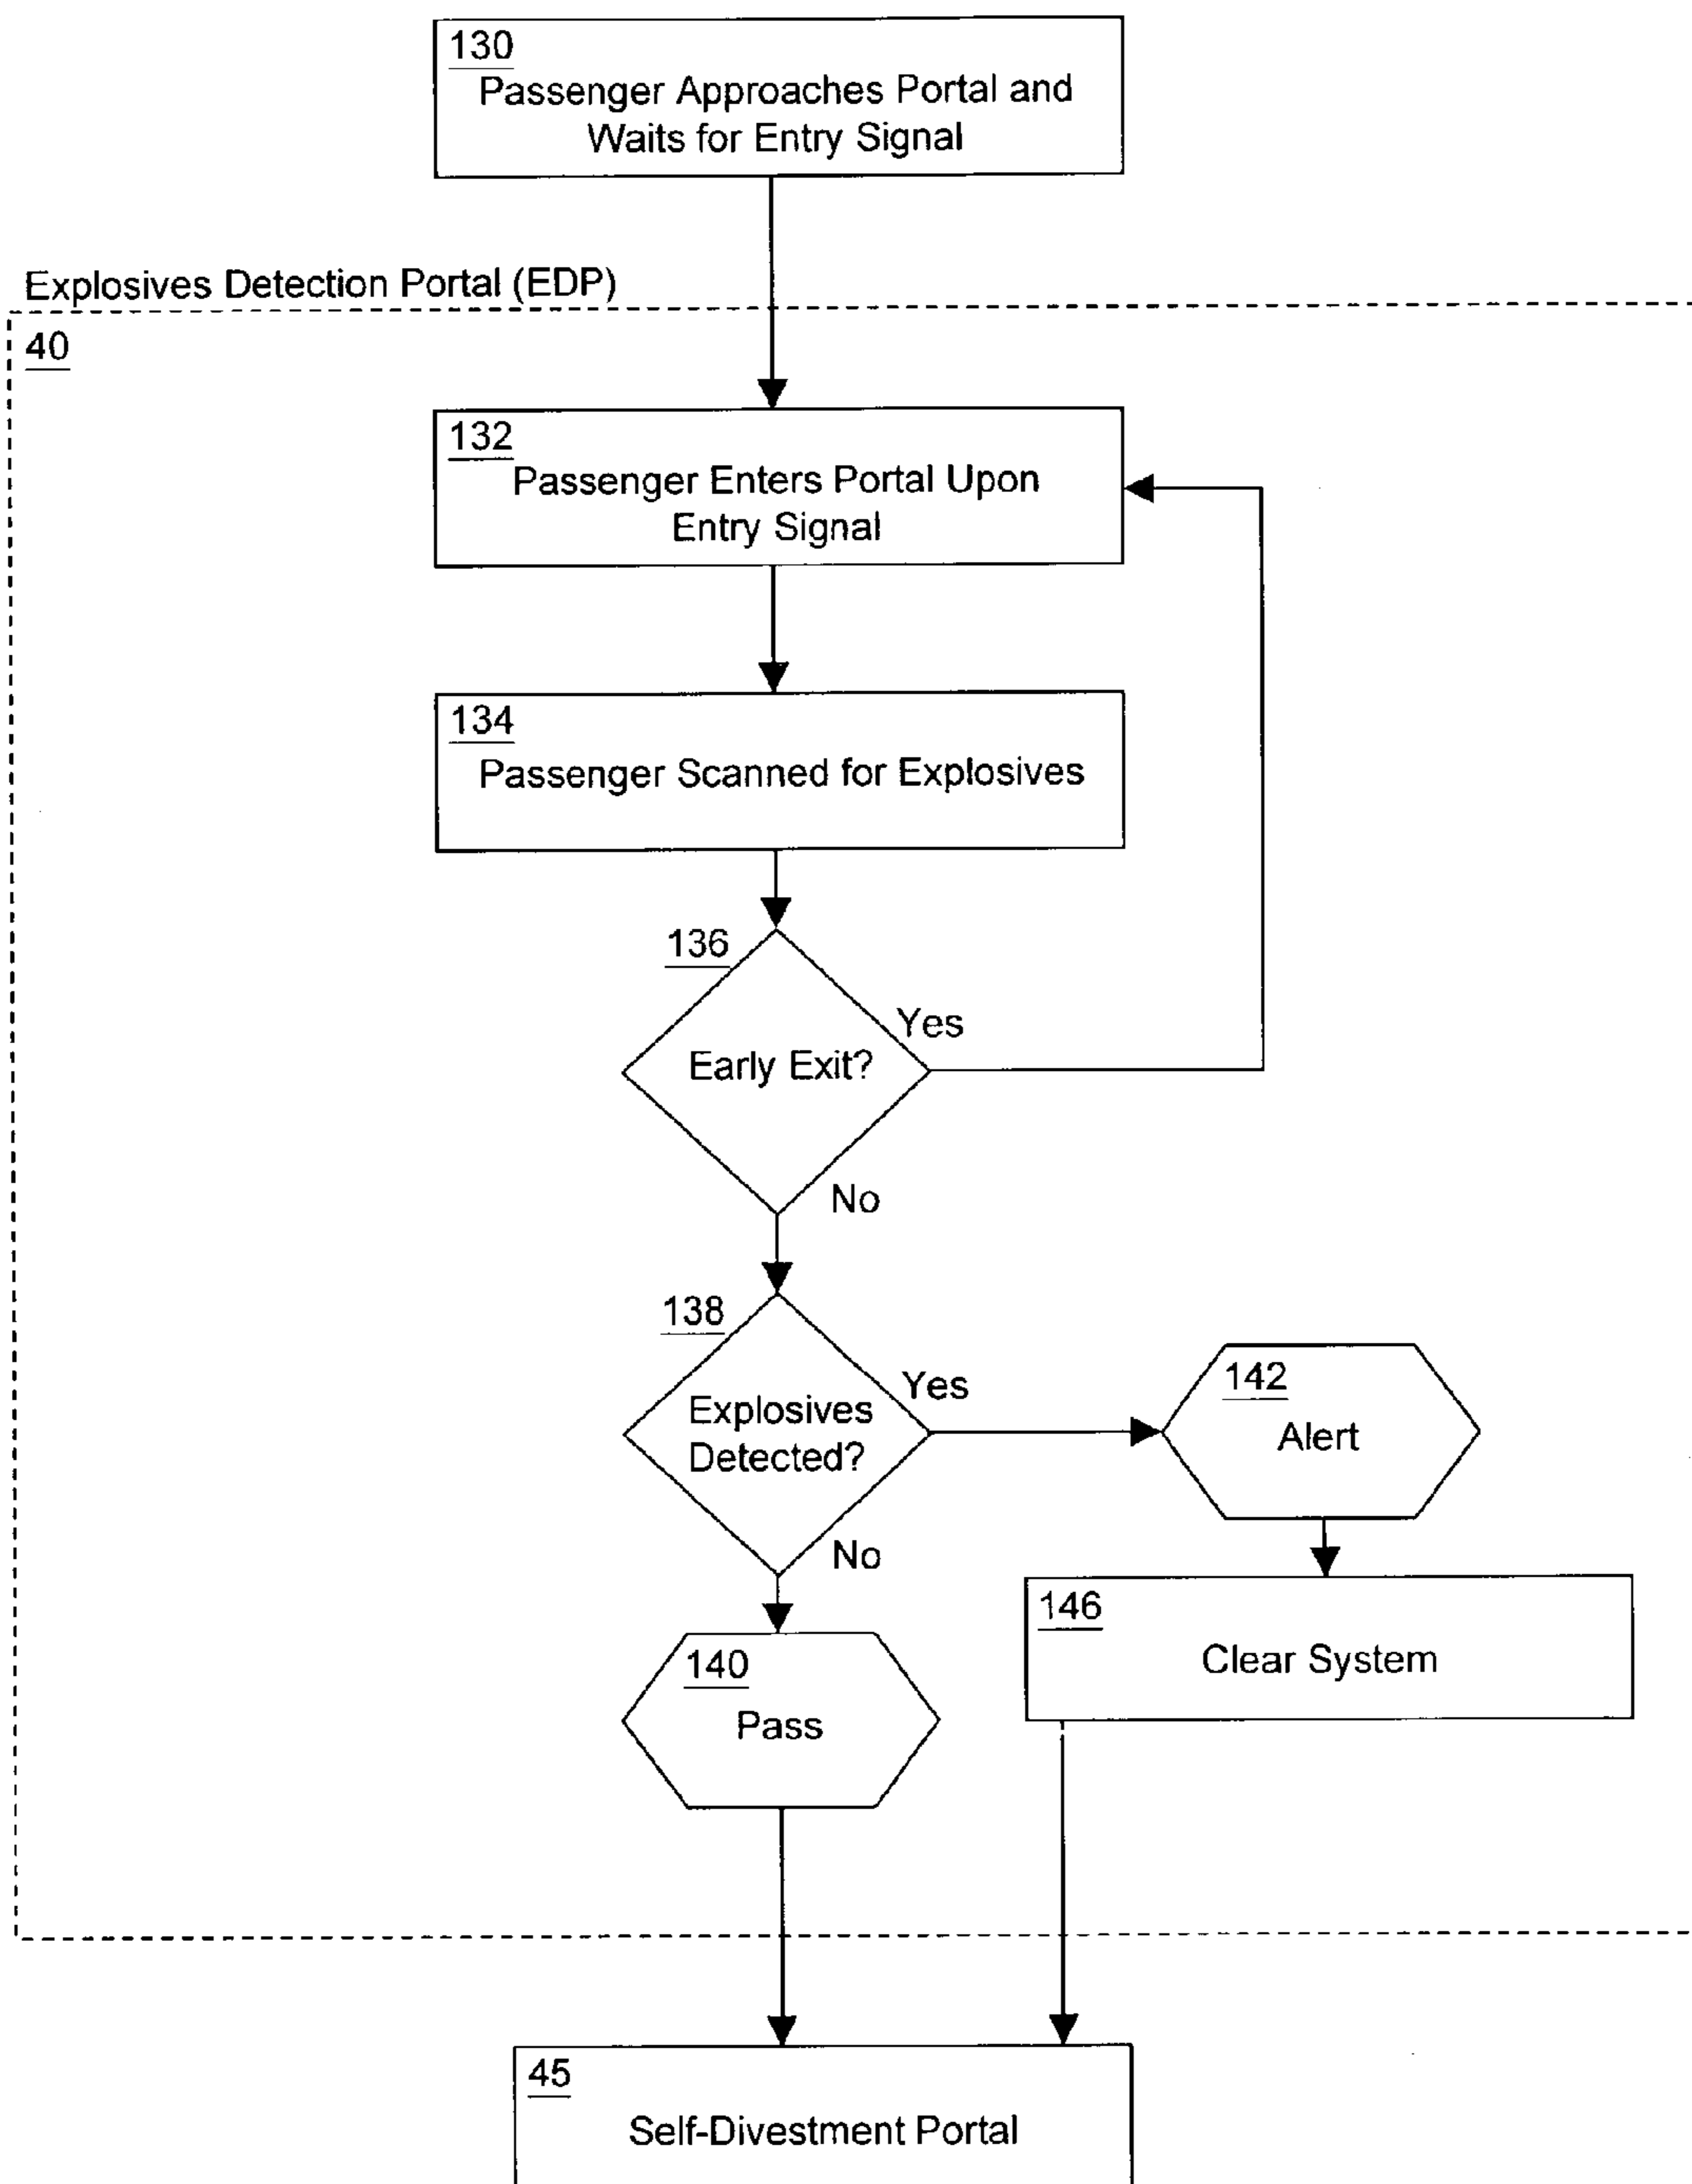 130
Passenger Approaches Portal and
Waits for Entry Signal
Explosives Detection Portal (EDP)
40
132
Passenger Enters Portal Upon
Entry Signal
134
Passenger Scanned for Explosives
136
Yes
Early Exit?
No
138
Yes
Explosives
Detected?
No
142
Alert
146
Clear System
140
Pass
45
Self-Divestment Portal